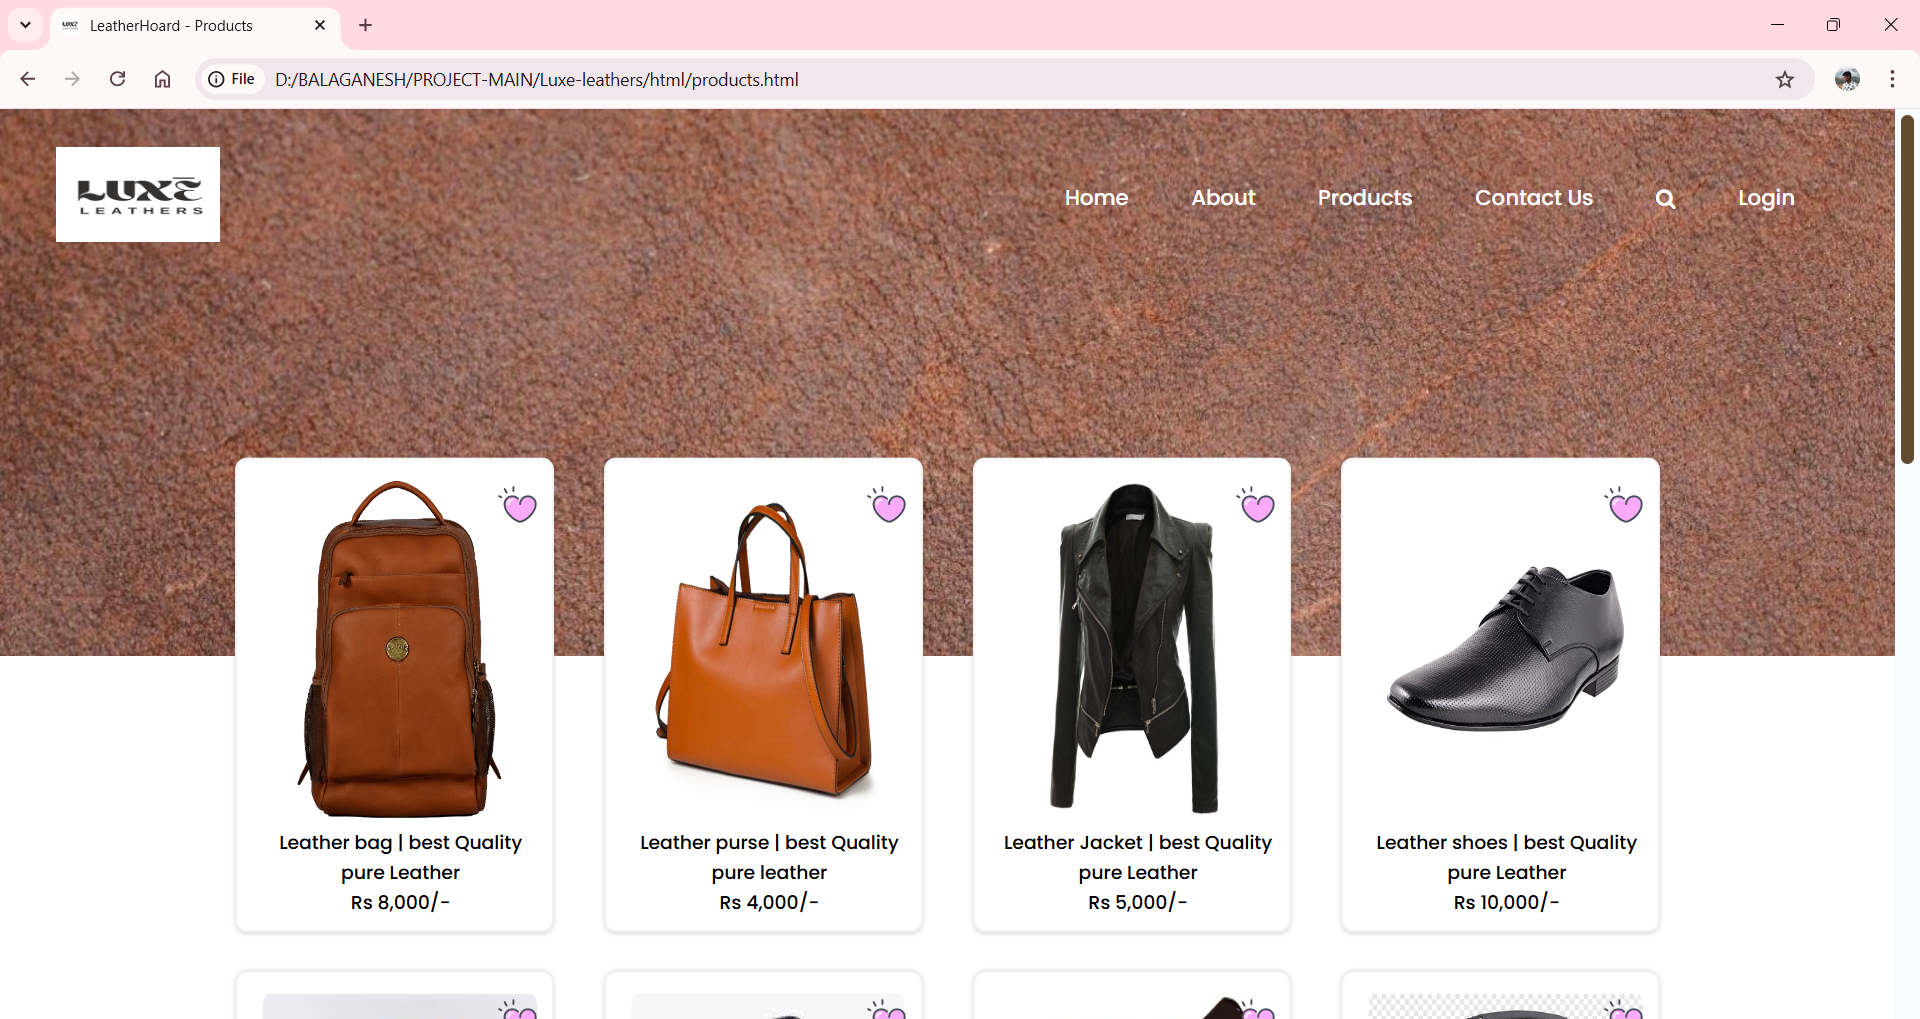 LeatherHoard - Products
File
D:/BALAGANESH/PROJECT-MAIN/Luxe-leathers/html/products.html
LUXE
LEATHERS
Home About Products Contact Us Login
Leather bag | best Quality
pure Leather
Rs 8,000/-
Leather purse | best Quality
pure leather
Rs 4,000/-
Leather Jacket | best Quality
pure Leather
Rs 5,000/-
Leather shoes | best Quality
pure Leather
Rs 10,000/-